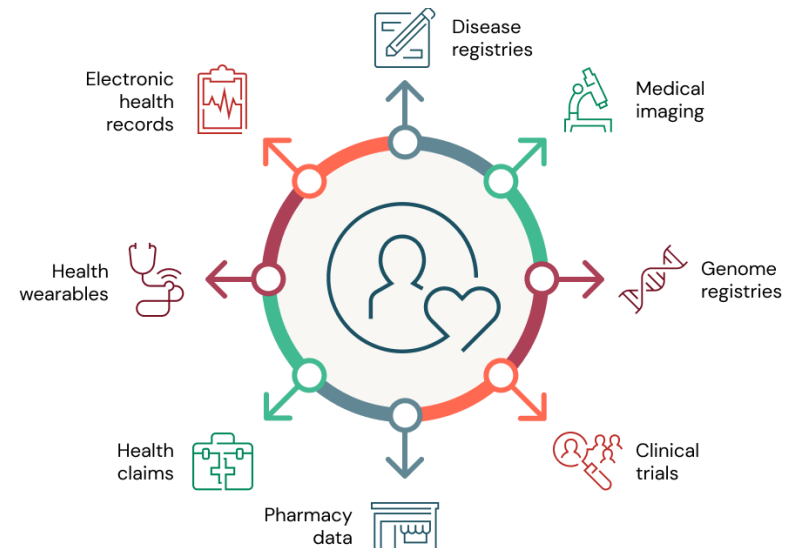 Disease
registries
Electronic
health
records
Medical
imaging
Health
wearables
Genome
registries
Health
claims
Clinical
trials
Pharmacy
data